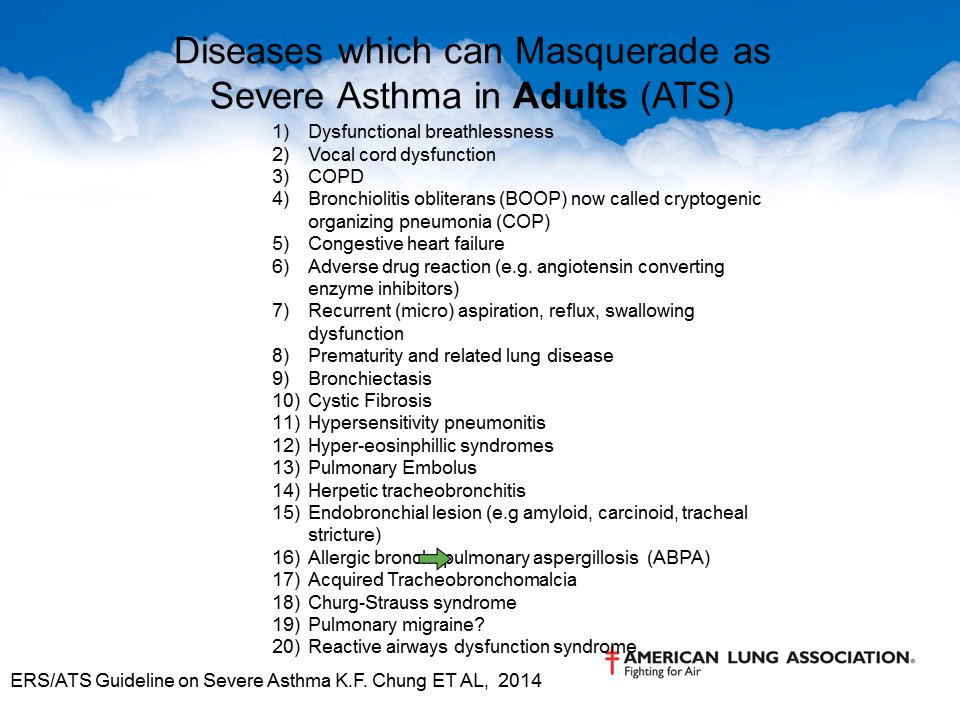 Diseases which can Masquerade as
Severe Asthma in Adults (ATS)
1) Dysfunctional breathlessness
2) Vocal cord dysfunction
3) COPD
4) Bronchiolitis obliterans (BOOP) now called cryptogenic
organizing pneumonia (COP)
5) Congestive heart failure
6) Adverse drug reaction (e.g. angiotensin converting
enzyme inhibitors)
7) Recurrent (micro) aspiration, reflux, swallowing
dysfunction
8) Prematurity and related lung disease
9) Bronchiectasis
10) Cystic Fibrosis
11) Hypersensitivity pneumonitis
12) Hyper-eosinphillic syndromes
13) Pulmonary Embolus
14) Herpetic tracheobronchitis
15) Endobronchial lesion (e.g amyloid, carcinoid, tracheal
stricture)
16) Allergic pulmonary aspergillosis (ABPA)
17) Acquired Tracheobronchomalcia
18) Churg-Strauss syndrome
19) Pulmonary migraine?
20) Reactive airways dysfunction syndrome
AMERICAN LUNG ASSOCIATION®
Fighting for Air
ERS/ATS Guideline on Severe Asthma K.F. Chung ET AL, 2014